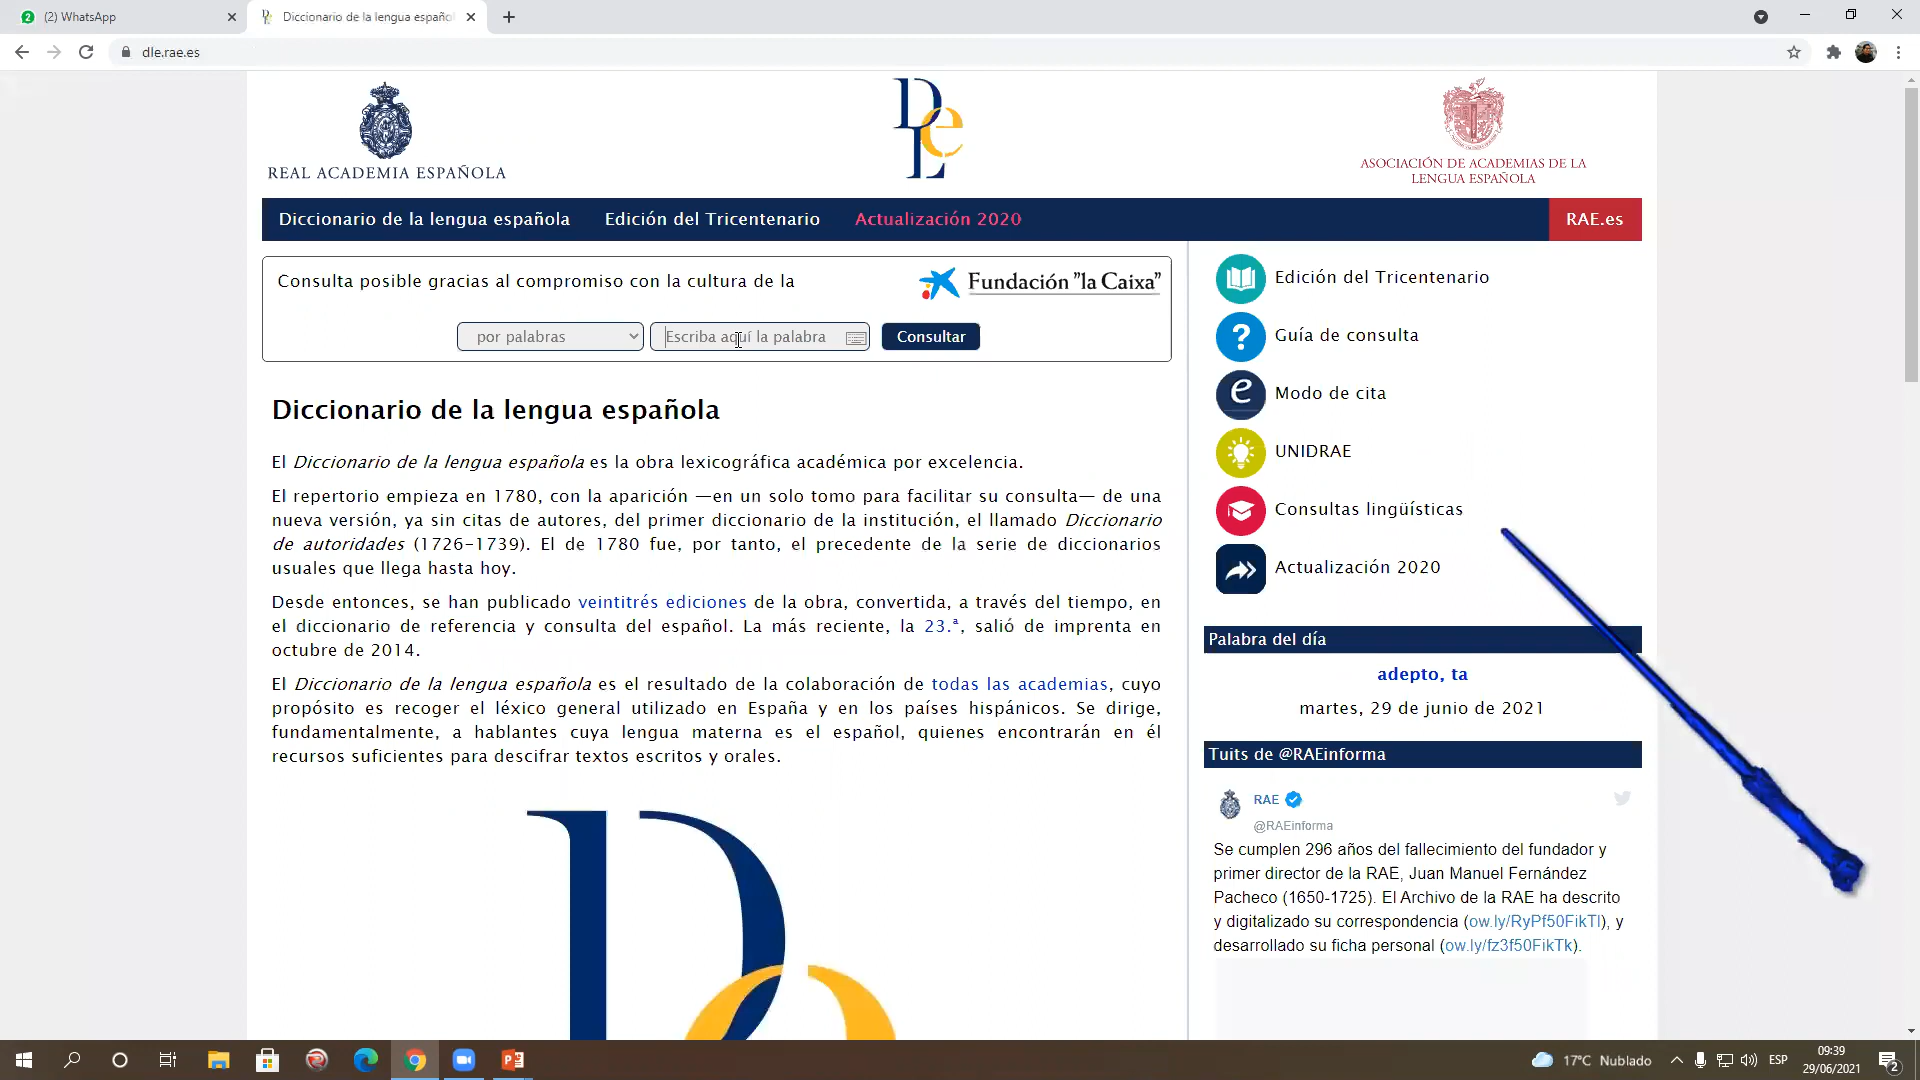 (2) WhatsApp
Diccionario de la lengua español
dle.rae.es
REAL ACADEMIA ESPAÑOLA
DLe
ASOCIACIÓN DE ACADEMIAS DE LA
LENGUA ESPAÑOLA
Diccionario de la lengua española Edición del Tricentenario Actualización 2020 RAE.es
Consulta posible gracias al compromiso con la cultura de la
Fundación "la Caixa"
por palabras Escriba aquí la palabra Consultar
Diccionario de la lengua española
El Diccionario de la lengua española es la obra lexicográfica académica por excelencia.
El repertorio empieza en 1780, con la aparición —en un solo tomo para facilitar su consulta— de una
nueva versión, ya sin citas de autores, del primer diccionario de la institución, el llamado Diccionario
de autoridades (1726-1739). El de 1780 fue, por tanto, el precedente de la serie de diccionarios
usuales que llega hasta hoy.
Desde entonces, se han publicado veintitrés ediciones de la obra, convertida, a través del tiempo, en
el diccionario de referencia y consulta del español. La más reciente, la 23.ª, salió de imprenta en
octubre de 2014.
El Diccionario de la lengua española es el resultado de la colaboración de todas las academias, cuyo
propósito es recoger el léxico general utilizado en España y en los países hispánicos. Se dirige,
fundamentalmente, a hablantes cuya lengua materna es el español, quienes encontrarán en él
recursos suficientes para descifrar textos escritos y orales.
Edición del Tricentenario
Guía de consulta
Modo de cita
UNIDRAE
Consultas lingüísticas
Actualización 2020
Palabra del día
adepto, ta
martes, 29 de junio de 2021
Tuits de @RAEinforma
RAE
@RAEinforma
Se cumplen 296 años del fallecimiento del fundador y
primer director de la RAE, Juan Manuel Fernández
Pacheco (1650-1725). El Archivo de la RAE ha descrito
y digitalizado su correspondencia (ow.ly/RyPf50FikTl), y
desarrollado su ficha personal (ow.ly/fz3f50FikTk).
17°C Nublado
ESP
09:39
29/06/2021
2